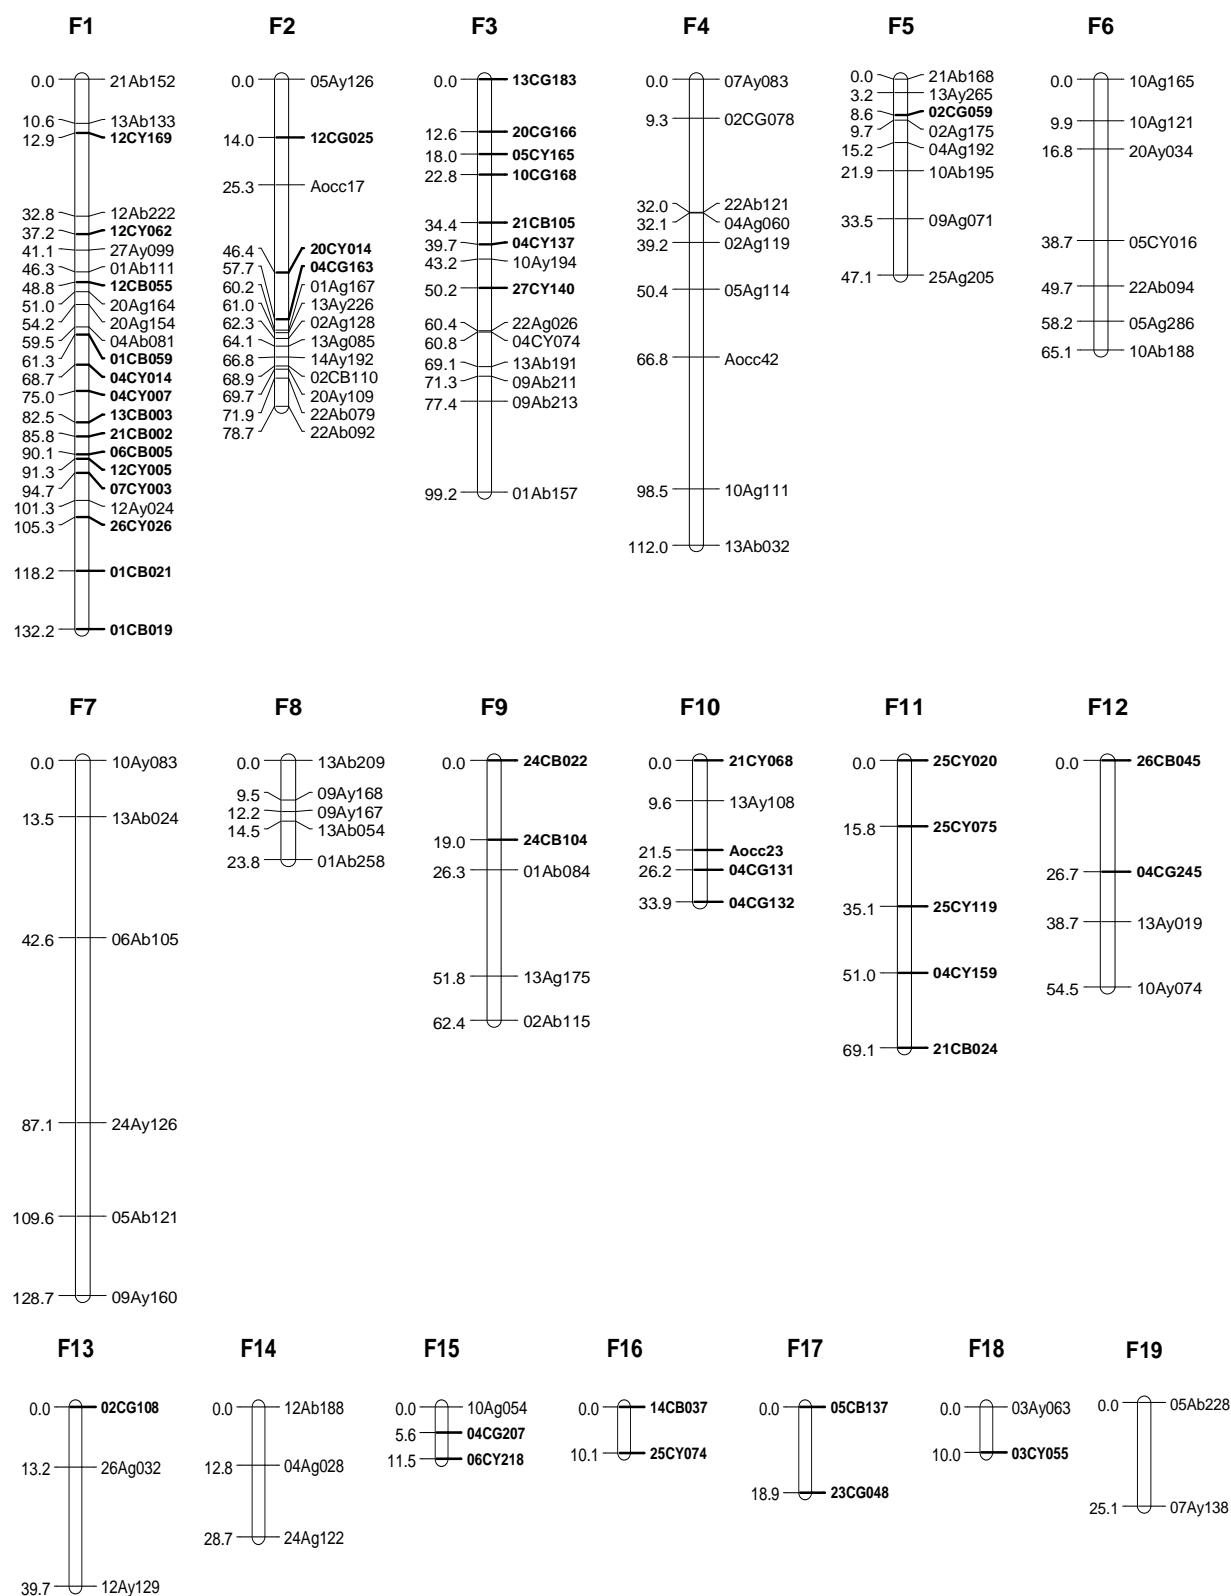 F1 F2 F3 F4 F5 F6
F1
0.0 21Ab152
10.6 13Ab133
12.9 12CY169
32.8 12Ab222
37.2 12CY062
41.1 27Ay099
46.3 01Ab111
48.8 12CB055
51.0 20Ag164
54.2 20Ag154
59.5 04Ab081
61.3 01CB059
68.7 04CY014
75.0 04CY007
82.5 13CB003
85.8 21CB002
90.1 06CB005
91.3 12CY005
94.7 07CY003
101.3 12Ay024
105.3 26CY026
118.2 01CB021
132.2 01CB019
F2
0.0 05Ay126
14.0 12CG025
25.3 Aocc17
46.4 20CY014
57.7 04CG163
60.2 01Ag167
61.0 13Ay226
62.3 02Ag128
64.1 13Ag085
66.8 14Ay192
68.9 02CB110
69.7 20Ay109
71.9 22Ab079
78.7 22Ab092
F3
0.0 13CG183
12.6 20CG166
18.0 05CY165
22.8 10CG168
34.4 21CB105
39.7 04CY137
43.2 10Ay194
50.2 27CY140
60.4 22Ag026
60.8 04CY074
69.1 13Ab191
71.3 09Ab211
77.4 09Ab213
99.2 01Ab157
F4
0.0 07Ay083
9.3 02CG078
32.0 22Ab121
32.1 04Ag060
39.2 02Ag119
50.4 05Ag114
66.8 Aocc42
98.5 10Ag111
112.0 13Ab032
F5
0.0 21Ab168
3.2 13Ay265
8.6 02CG059
9.7 02Ag175
15.2 04Ag192
21.9 10Ab195
33.5 09Ag071
47.1 25Ag205
F6
0.0 10Ag165
9.9 10Ag121
16.8 20Ay034
38.7 05CY016
49.7 22Ab094
58.2 05Ag286
65.1 10Ab188
F7
0.0 10Ay083
13.5 13Ab024
42.6 06Ab105
87.1 24Ay126
109.6 05Ab121
128.7 09Ay160
F8
0.0 13Ab209
9.5 09Ay168
12.2 09Ay167
14.5 13Ab054
23.8 01Ab258
F9
0.0 24CB022
19.0 24CB104
26.3 01Ab084
51.8 13Ag175
62.4 02Ab115
F10
0.0 21CY068
9.6 13Ay108
21.5 Aocc23
26.2 04CG131
33.9 04CG132
F11
0.0 25CY020
15.8 25CY075
35.1 25CY119
51.0 04CY159
69.1 21CB024
F12
0.0 26CB045
26.7 04CG245
38.7 13Ay019
54.5 10Ay074
F13
0.0 02CG108
13.2 26Ag032
39.7 12Ay129
F14
0.0 12Ab188
12.8 04Ag028
28.7 24Ag122
F15
0.0 10Ag054
5.6 04CG207
11.5 06CY218
F16
0.0 14CB037
10.1 25CY074
F17
0.0 05CB137
18.9 23CG048
F18
0.0 03Ay063
10.0 03CY055
F19
0.0 05Ab228
25.1 07Ay138